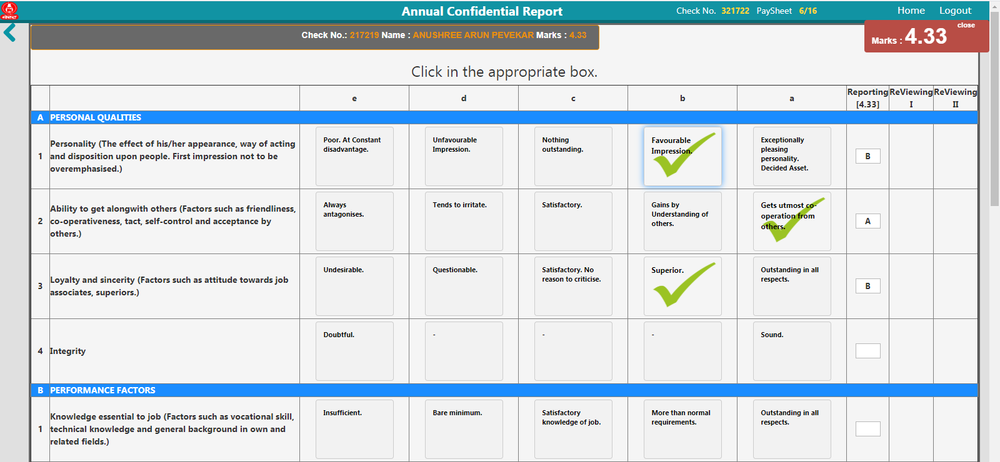 Annual Confidential Report
Check No. 321722 PaySheet 6/16
Home Logout
Check No.: 217219 Name : ANUSHREE ARUN PEVEKAR Marks : 4.33
close
Marks : 4.33
Click in the appropriate box.
e d c b a Reporting [4.33] ReViewing I ReViewing II
A PERSONAL QUALITIES
1
Personality (The effect of his/her appearance, way of acting
and disposition upon people. First impression not to be
overemphasised.)
Poor. At Constant
disadvantage.
Unfavourable
Impression.
Nothing
outstanding.
Favourable
Impression.
Exceptionally
pleasing
personality.
Decided Asset.
B
2
Ability to get alongwith others (Factors such as friendliness,
co-operativeness, tact, self-control and acceptance by
others.)
Always
antagonises.
Tends to irritate.
Satisfactory.
Gains by
Understanding of
others.
Gets utmost co-
operation from
others.
A
3
Loyalty and sincerity (Factors such as attitude towards job
associates, superiors.)
Undesirable.
Questionable.
Satisfactory. No
reason to criticise.
Superior.
Outstanding in all
respects.
B
4
Integrity
Doubtful.
-
-
-
Sound.
B PERFORMANCE FACTORS
1
Knowledge essential to job (Factors such as vocational skill,
technical knowledge and general background in own and
related fields.)
Insufficient.
Bare minimum.
Satisfactory
knowledge of job.
More than normal
requirements.
Outstanding in all
respects.